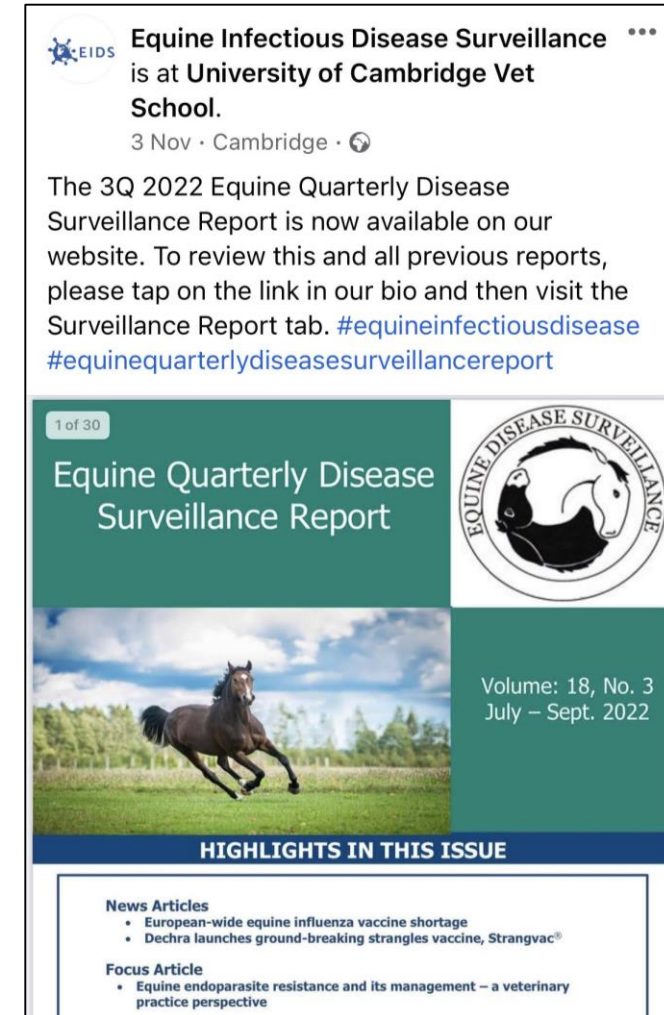 EIDS
Equine Infectious Disease Surveillance
is at University of Cambridge Vet
School.
3 Nov · Cambridge ·
The 3Q 2022 Equine Quarterly Disease
Surveillance Report is now available on our
website. To review this and all previous reports,
please tap on the link in our bio and then visit the
Surveillance Report tab. #equineinfectiousdisease
#equinequarterlydiseasesurveillancereport
1 of 30
Equine Quarterly Disease
Surveillance Report
EQUINE DISEASE SURVEILLANCE
Volume: 18, No. 3
July – Sept. 2022
HIGHLIGHTS IN THIS ISSUE
News Articles
• European-wide equine influenza vaccine shortage
• Dechra launches ground-breaking strangles vaccine, Strangvac®
Focus Article
• Equine endoparasite resistance and its management – a veterinary
practice perspective